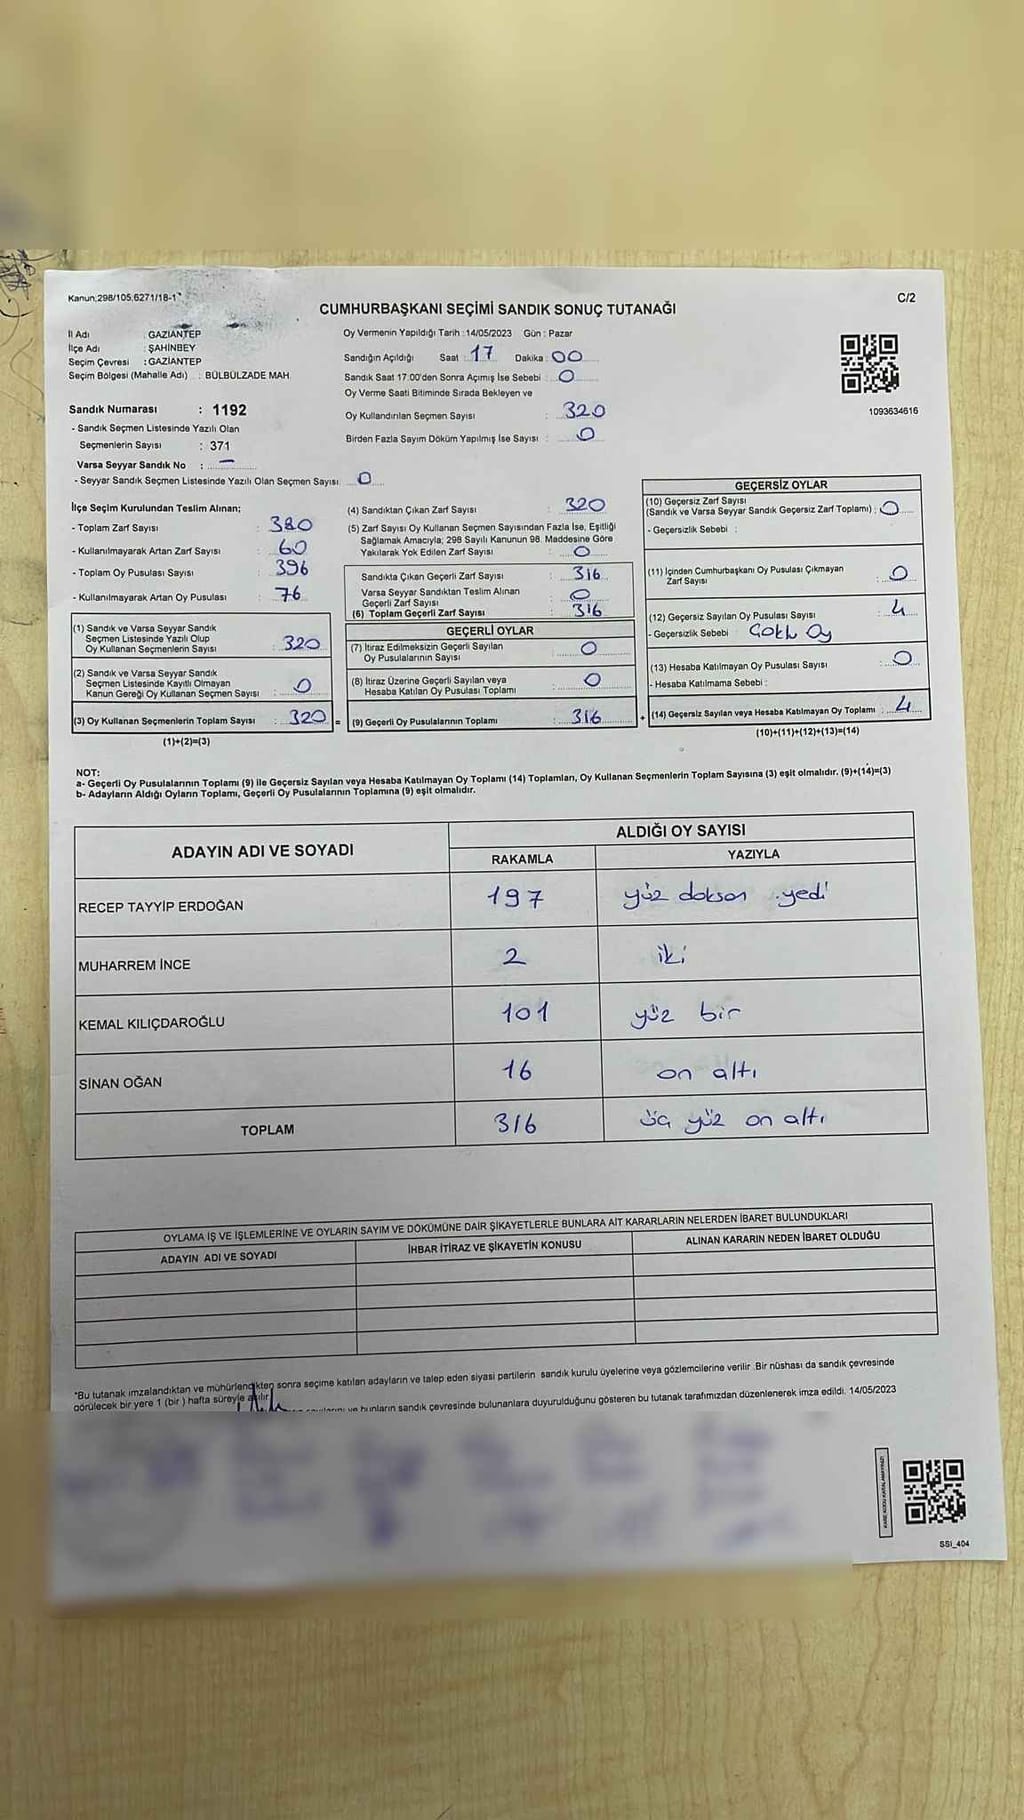 Kanun;298/105;6271/18-1
C/2
CUMHURBAŞKANI SEÇİMİ SANDIK SONUÇ TUTANAĞI
İl Adı : GAZİANTEP
İlçe Adı : ŞAHİNBEY
Seçim Çevresi : GAZİANTEP
Seçim Bölgesi (Mahalle Adı) : BÜLBÜLZADE MAH.
Sandık Numarası : 1192
- Sandık Seçmen Listesinde Yazılı Olan
Seçmenlerin Sayısı : 371
Varsa Seyyar Sandık No : –
- Seyyar Sandık Seçmen Listesinde Yazılı Olan Seçmen Sayısı : 0
Oy Vermenin Yapıldığı Tarih : 14/05/2023 Gün : Pazar
Sandığın Açıldığı Saat : 17 Dakika : 00
Sandık Saat 17:00'den Sonra Açımış İse Sebebi : 0
Oy Verme Saati Bitiminde Sırada Bekleyen ve
Oy Kullandırılan Seçmen Sayısı : 320
Birden Fazla Sayım Döküm Yapılmış İse Sayısı : 0
1093634616
İlçe Seçim Kurulundan Teslim Alınan;
- Toplam Zarf Sayısı : 380
- Kullanılmayarak Artan Zarf Sayısı : 60
- Toplam Oy Pusulası Sayısı : 396
- Kullanılmayarak Artan Oy Pusulası : 76
(1) Sandık ve Varsa Seyyar Sandık
Seçmen Listesinde Yazılı Olup
Oy Kullanan Seçmenlerin Sayısı : 320
(2) Sandık ve Varsa Seyyar Sandık
Seçmen Listesinde Kayıtlı Olmayan
Kanun Gereği Oy Kullanan Seçmen Sayısı : 0
(3) Oy Kullanan Seçmenlerin Toplam Sayısı : 320 =
(1)+(2)=(3)
(4) Sandıktan Çıkan Zarf Sayısı : 320
(5) Zarf Sayısı Oy Kullanan Seçmen Sayısından Fazla İse, Eşitliği
Sağlamak Amacıyla; 298 Sayılı Kanunun 98. Maddesine Göre
Yakılarak Yok Edilen Zarf Sayısı : 0
Sandıkta Çıkan Geçerli Zarf Sayısı : 316
Varsa Seyyar Sandıktan Teslim Alınan
Geçerli Zarf Sayısı : 0
(6) Toplam Geçerli Zarf Sayısı : 316
GEÇERLİ OYLAR
(7) İtiraz Edilmeksizin Geçerli Sayılan
Oy Pusulalarının Sayısı : 0
(8) İtiraz Üzerine Geçerli Sayılan veya
Hesaba Katılan Oy Pusulası Toplamı : 0
(9) Geçerli Oy Pusulalarının Toplamı : 316 +
GEÇERSİZ OYLAR
(10) Geçersiz Zarf Sayısı
(Sandık ve Varsa Seyyar Sandık Geçersiz Zarf Toplamı) : 0
- Geçersizlik Sebebi :
(11) İçinden Cumhurbaşkanı Oy Pusulası Çıkmayan
Zarf Sayısı : 0
(12) Geçersiz Sayılan Oy Pusulası Sayısı : 4
- Geçersizlik Sebebi Çoklu Oy
(13) Hesaba Katılmayan Oy Pusulası Sayısı : 0
- Hesaba Katılmama Sebebi :
(14) Geçersiz Sayılan veya Hesaba Katılmayan Oy Toplamı : 4
(10)+(11)+(12)+(13)=(14)
NOT:
a- Geçerli Oy Pusulalarının Toplamı (9) ile Geçersiz Sayılan veya Hesaba Katılmayan Oy Toplamı (14) Toplamları, Oy Kullanan Seçmenlerin Toplam Sayısına (3) eşit olmalıdır. (9)+(14)=(3)
b- Adayların Aldığı Oyların Toplamı, Geçerli Oy Pusulalarının Toplamına (9) eşit olmalıdır.
ADAYIN ADI VE SOYADI
ALDIĞI OY SAYISI
RAKAMLA YAZIYLA
RECEP TAYYİP ERDOĞAN 197 yüz doksan yedi
MUHARREM İNCE 2 iki
KEMAL KILIÇDAROĞLU 101 yüz bir
SİNAN OĞAN 16 on altı
TOPLAM 316 üç yüz on altı
OYLAMA İŞ VE İŞLEMLERİNE VE OYLARIN SAYIM VE DÖKÜMÜNE DAİR ŞİKAYETLERLE BUNLARA AİT KARARLARIN NELERDEN İBARET BULUNDUKLARI
ADAYIN ADI VE SOYADI İHBAR İTİRAZ VE ŞİKAYETİN KONUSU ALINAN KARARIN NEDEN İBARET OLDUĞU
*Bu tutanak imzalandıktan ve mühürlendikten sonra seçime katılan adayların ve talep eden siyasi partilerin sandık kurulu üyelerine veya gözlemcilerine verilir .Bir nüshası da sandık çevresinde
görülecek bir yere 1 (bir ) hafta süreyle asılır.
ve bunların sandık çevresinde bulunanlara duyurulduğunu gösteren bu tutanak tarafımızdan düzenlenerek imza edildi. 14/05/2023
SSI_404